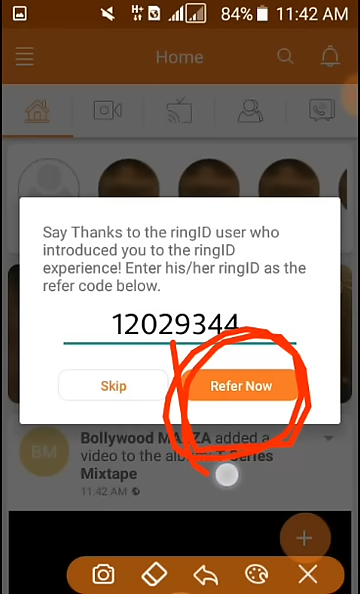 H+ 84% 11:42 AM
Home
Say Thanks to the ringID user who
introduced you to the ringID
experience! Enter his/her ringID as the
refer code below.
12029344
Skip Refer Now
BM Bollywood MANZA added a
video to the album T-Series
Mixtape
11:42 AM